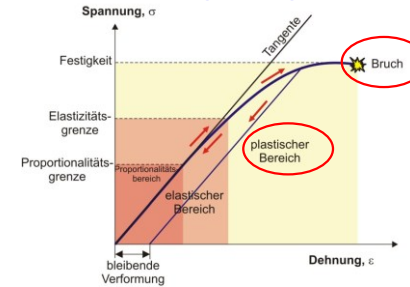 Spannung, σ
Tangente
Festigkeit
Bruch
Elastizitäts-
grenze
plastischer
Bereich
Proportionalitäts-
grenze
Proportionalitäts
bereich
elastischer
Bereich
bleibende
Verformung
Dehnung, ε